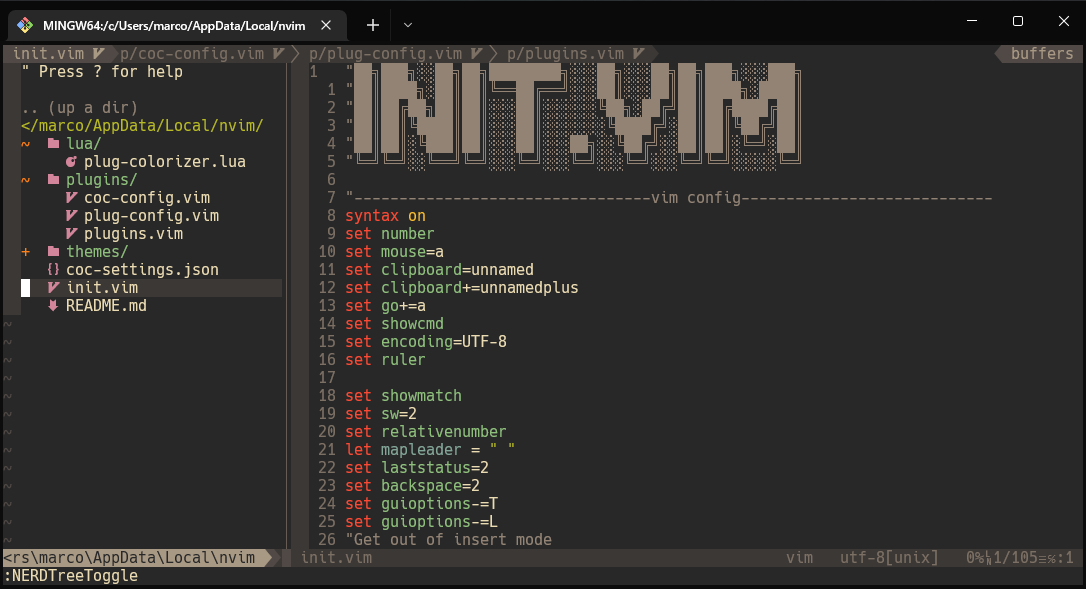 MINGW64:/c/Users/marco/AppData/Local/nvim
init.vim p/coc-config.vim p/plug-config.vim p/plugins.vim buffers
" Press ? for help
.. (up a dir)
</marco/AppData/Local/nvim/
~ lua/
plug-colorizer.lua
~ plugins/
coc-config.vim
plug-config.vim
plugins.vim
+ themes/
{} coc-settings.json
init.vim
README.md
1 "
INIT.VIM
1 "
2 "
3 "
4 "
5 "
6
7 "---------------------------------vim config----------------------------
8 syntax on
9 set number
10 set mouse=a
11 set clipboard=unnamed
12 set clipboard+=unnamedplus
13 set go+=a
14 set showcmd
15 set encoding=UTF-8
16 set ruler
17
18 set showmatch
19 set sw=2
20 set relativenumber
21 let mapleader = " "
22 set laststatus=2
23 set backspace=2
24 set guioptions-=T
25 set guioptions-=L
26 "Get out of insert mode
<rs\marco\AppData\Local\nvim init.vim vim utf-8[unix] 0% 1/105 :1
:NERDTreeToggle